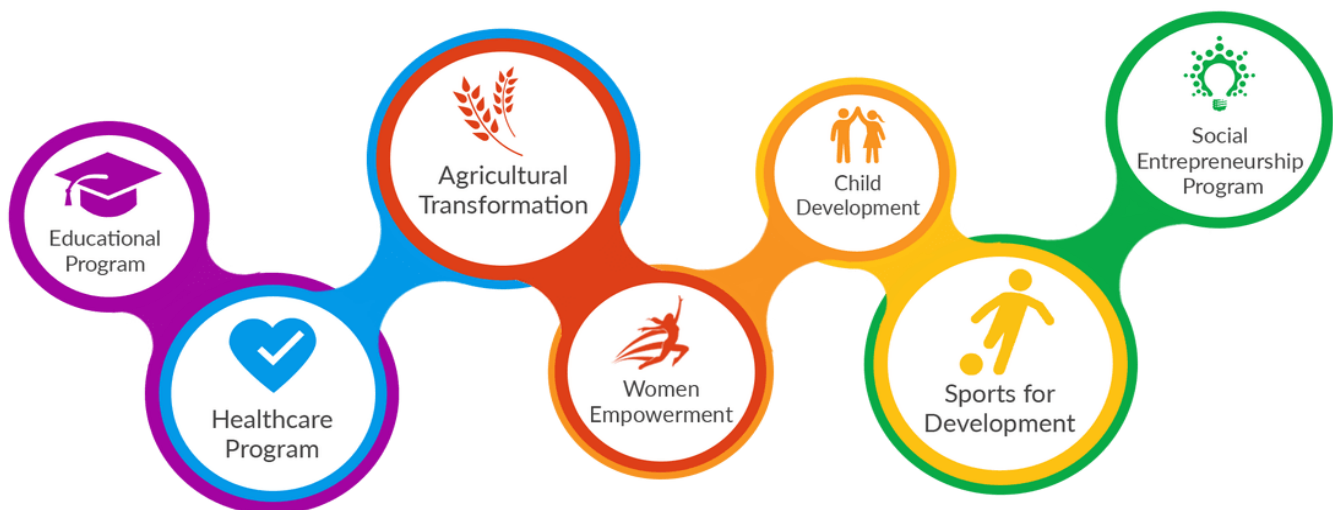 Educational
Program
Healthcare
Program
Agricultural
Transformation
Women
Empowerment
Child
Development
Sports for
Development
Social
Entrepreneurship
Program